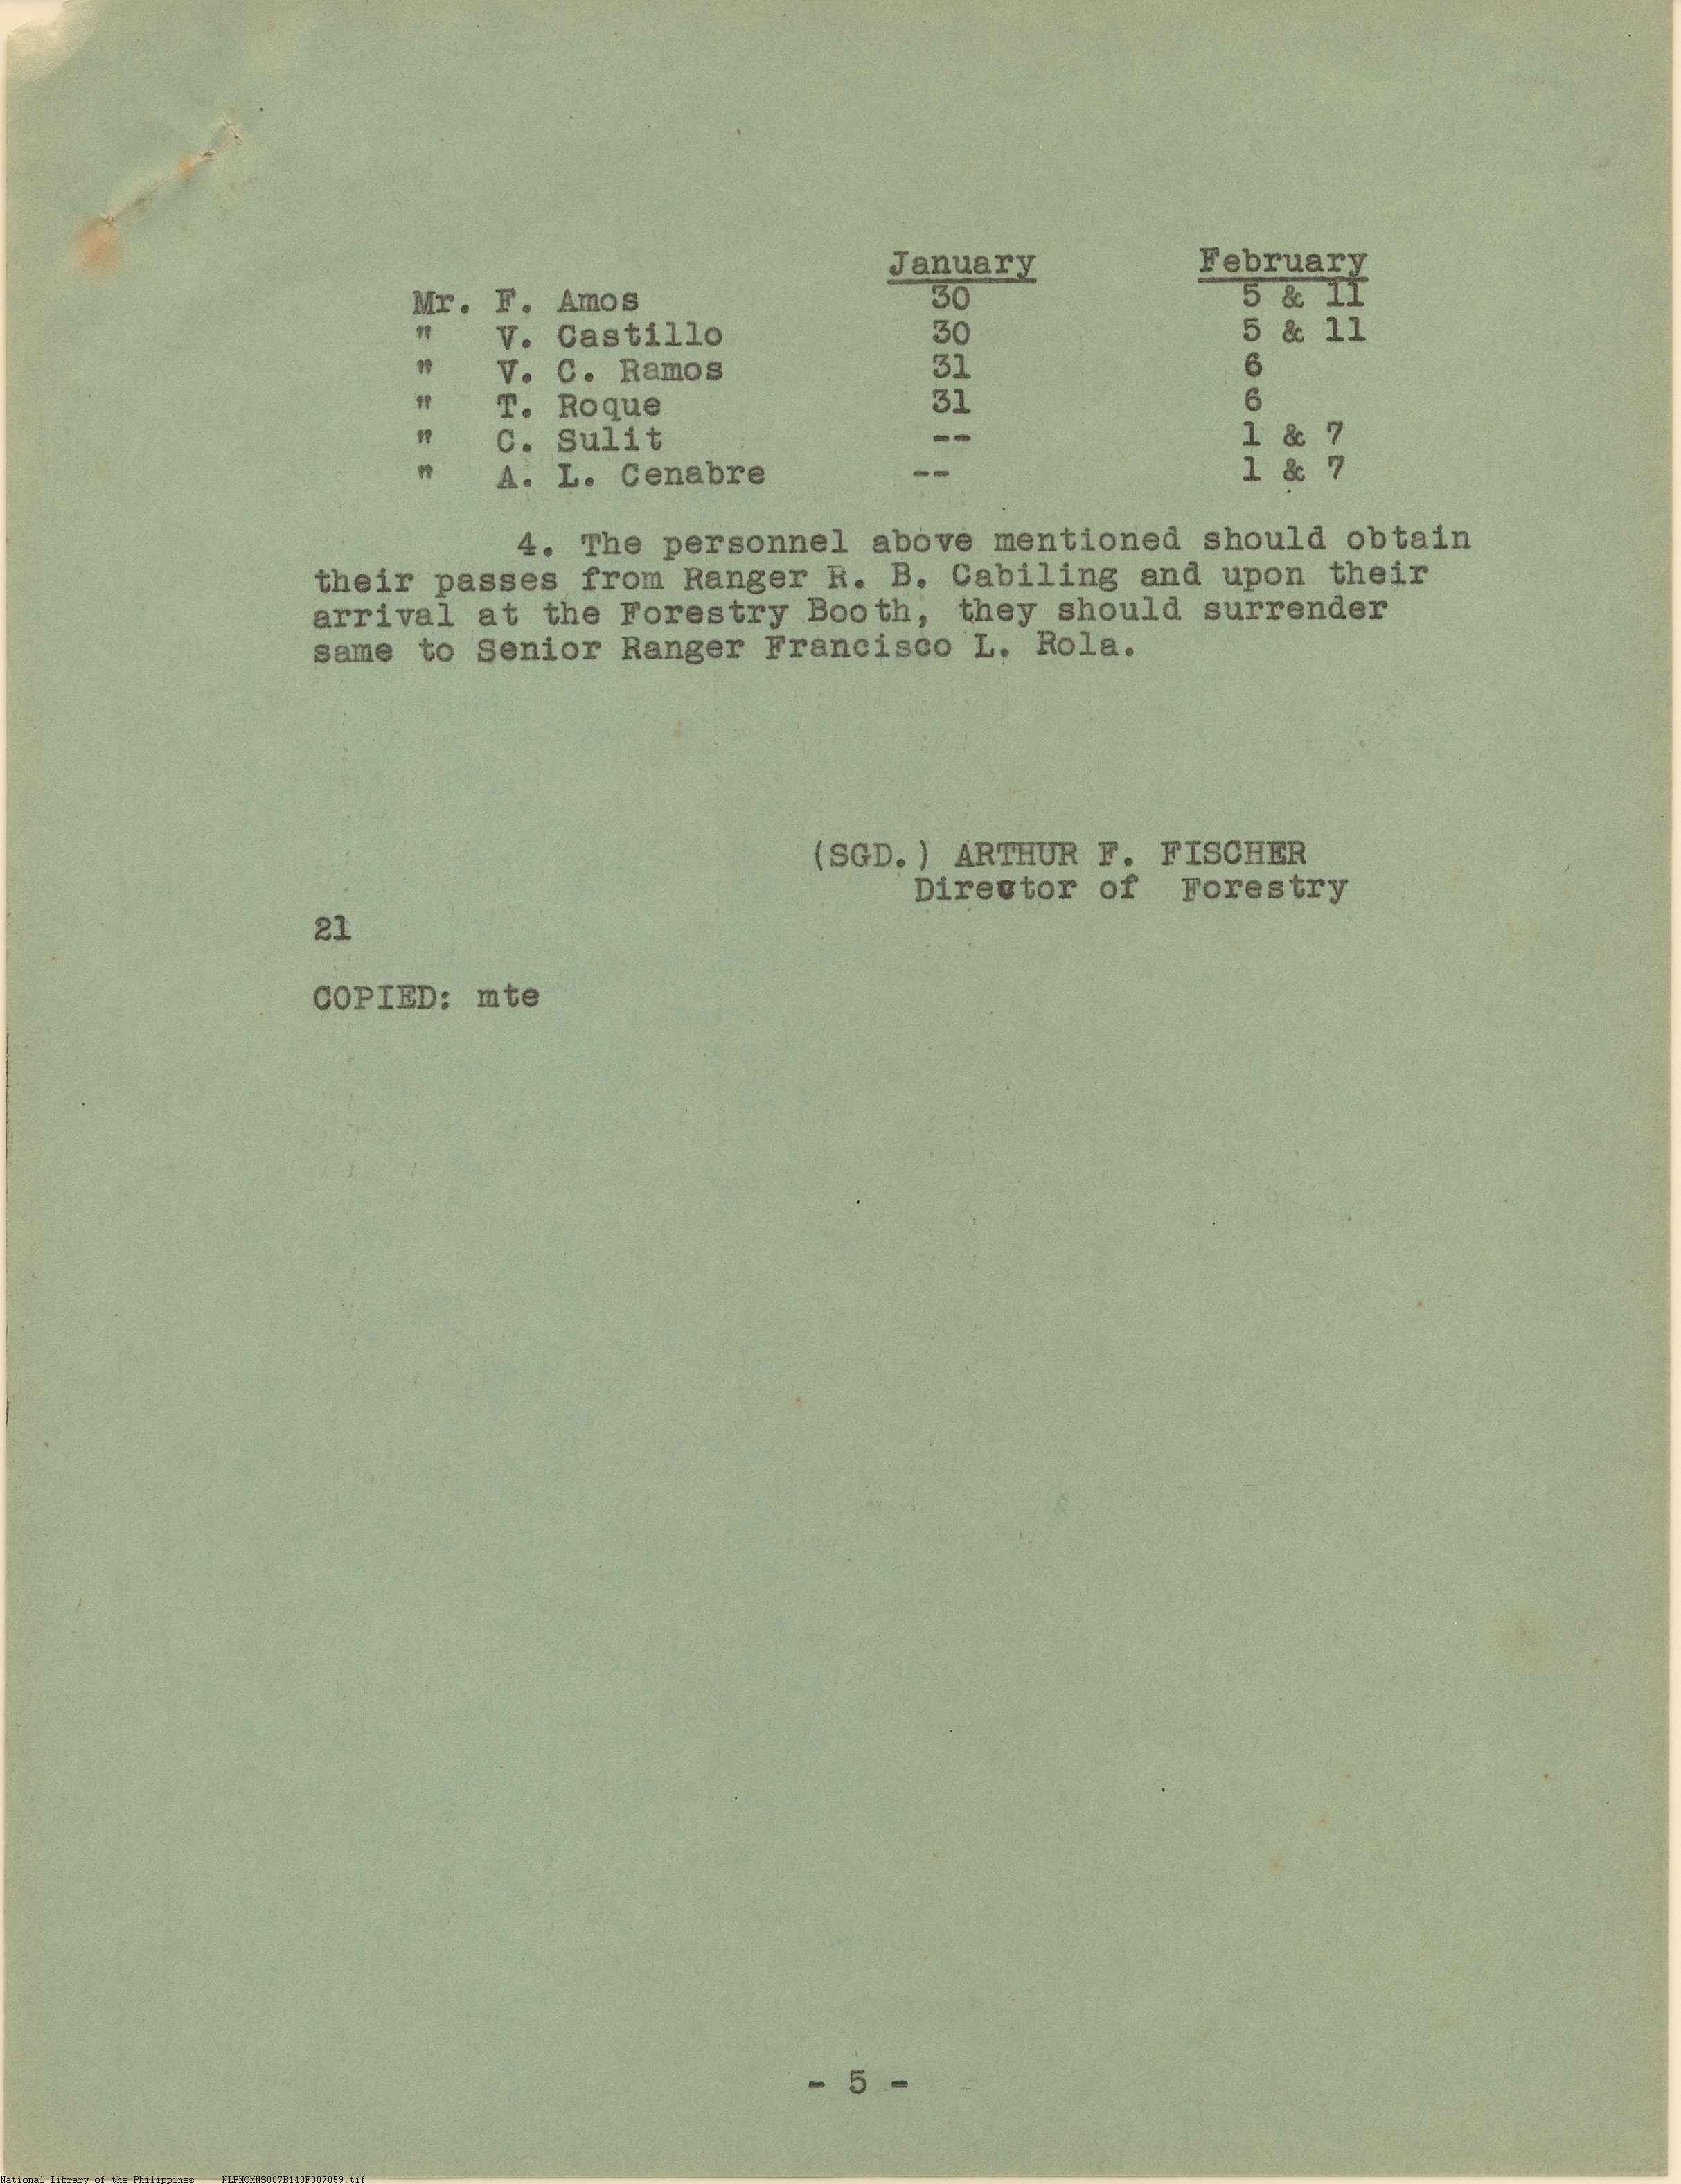 January February
Mr. F. Amos 30 5 & 11
" V. Castillo 30 5 & 11
" V. C. Ramos 31 6
" T. Roque 31 6
" C. Sulit -- 1 & 7
" A. L. Cenabre -- 1 & 7
4. The personnel above mentioned should obtain
their passes from Ranger R. B. Cabiling and upon their
arrival at the Forestry Booth, they should surrender
same to Senior Ranger Francisco L. Rola.
(SGD.) ARTHUR F. FISCHER
Director of Forestry
21
COPIED: mte
- 5 -
National Library of the Philippines NLPMQMNS007B140F007059.tif